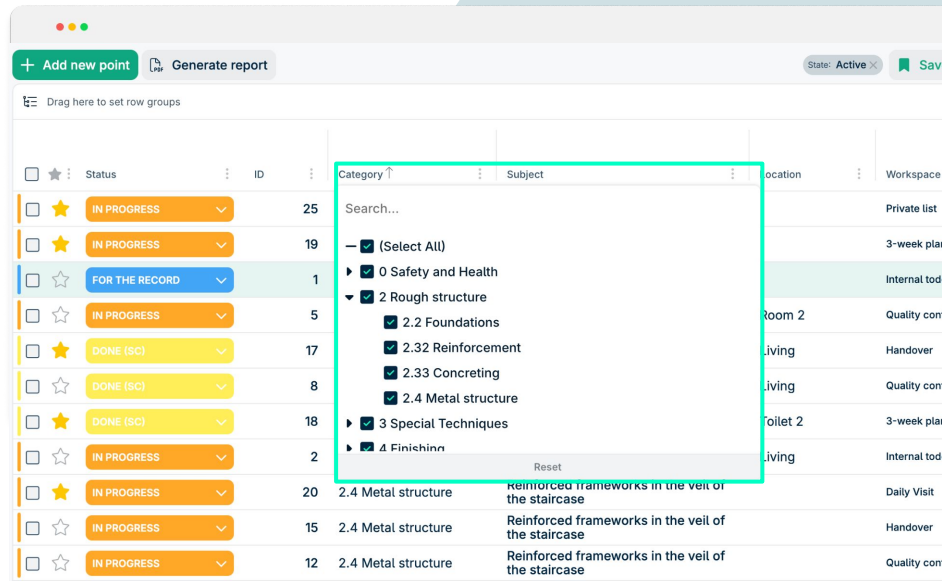 Add new point
PDF Generate report
State: Active
Sav
Drag here to set row groups
Status ID Category Subject Location Workspace
IN PROGRESS 25 Private list
IN PROGRESS 19 3-week plan
FOR THE RECORD 1 Internal tod
IN PROGRESS 5 Room 2 Quality con
DONE (SC) 17 Living Handover
DONE (SC) 8 Living Quality con
DONE (SC) 18 Toilet 2 3-week plan
IN PROGRESS 2 Living Internal tod
Search...
(Select All)
0 Safety and Health
2 Rough structure
2.2 Foundations
2.32 Reinforcement
2.33 Concreting
2.4 Metal structure
3 Special Techniques
4 Finishing
Reset
IN PROGRESS 20 2.4 Metal structure Reinforced frameworks in the veil of Daily Visit
the staircase
IN PROGRESS 15 2.4 Metal structure Reinforced frameworks in the veil of Handover
the staircase
IN PROGRESS 12 2.4 Metal structure Reinforced frameworks in the veil of Quality con
the staircase